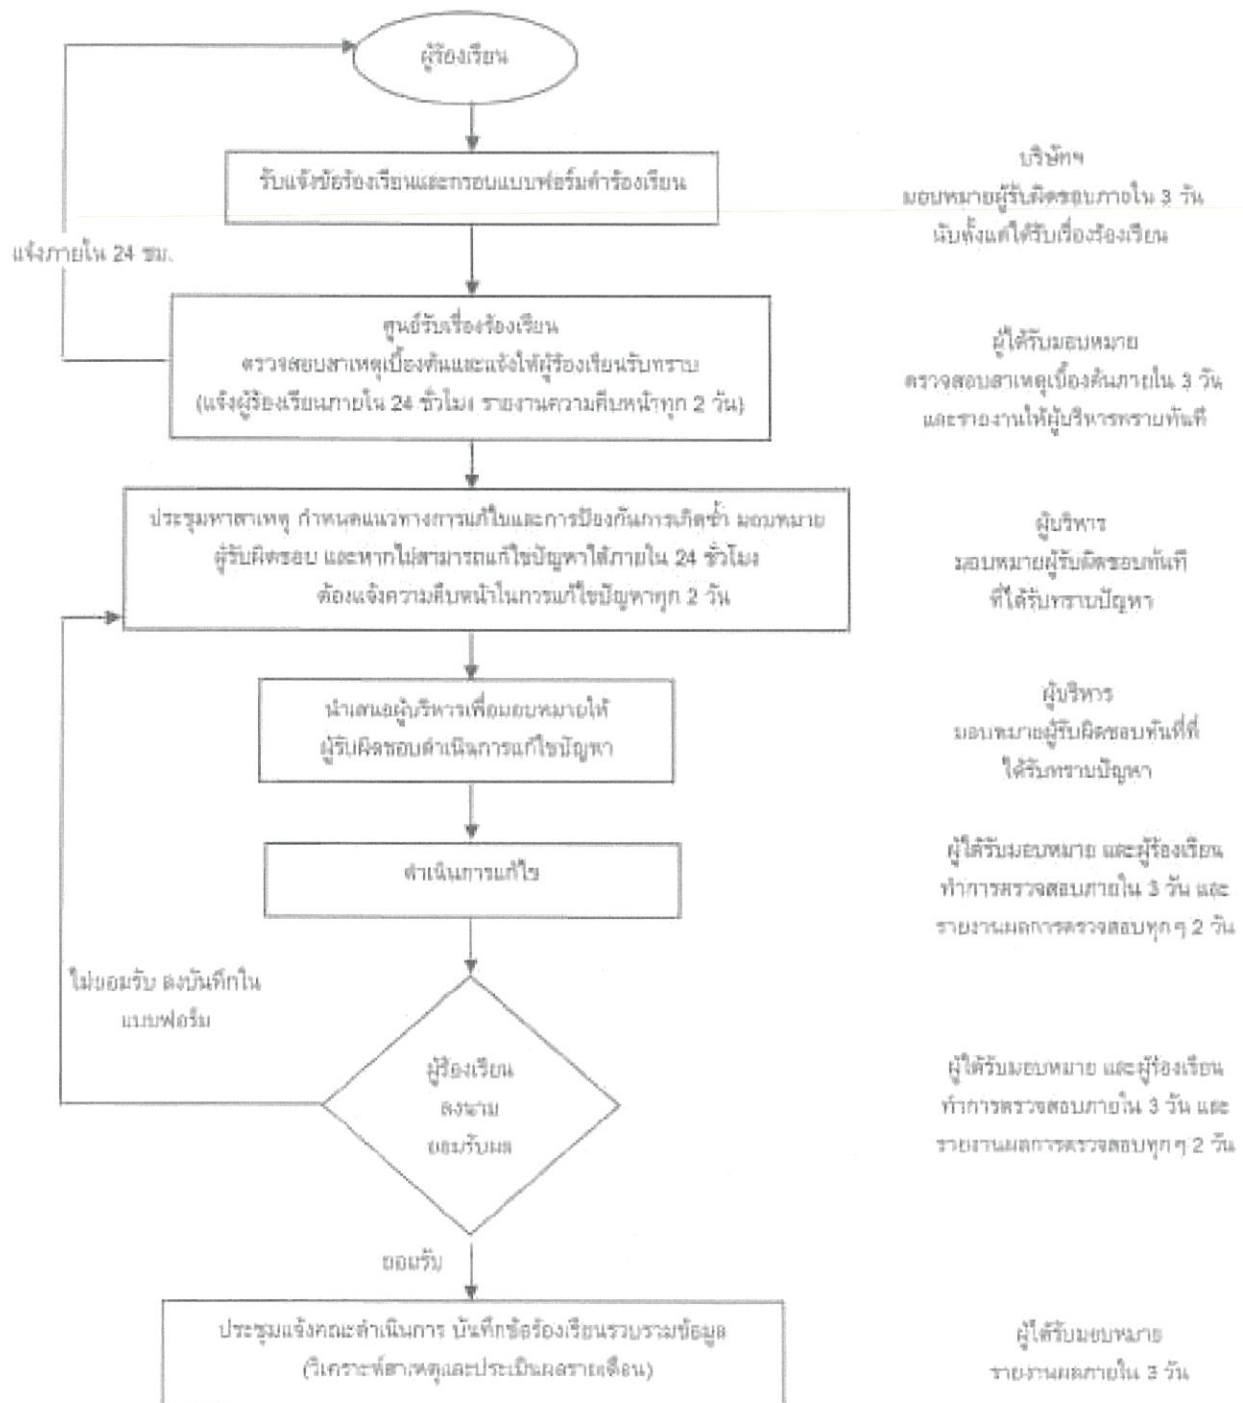 ผู้ร้องเรียน
รับแจ้งข้อร้องเรียนและกรอบแบบฟอร์มคำร้องเรียน
บริษัทฯ
มอบหมายผู้รับผิดชอบภายใน 3 วัน
นับตั้งแต่ได้รับเรื่องร้องเรียน
แจ้งภายใน 24 ชม.
ศูนย์รับเรื่องร้องเรียน
ตรวจสอบสาเหตุเบื้องต้นและแจ้งให้ผู้ร้องเรียนรับทราบ
(แจ้งผู้ร้องเรียนภายใน 24 ชั่วโมง รายงานความคืบหน้าทุก 2 วัน)
ผู้ได้รับมอบหมาย
ตรวจสอบสาเหตุเบื้องต้นภายใน 3 วัน
และรายงานให้ผู้บริหารทราบทันที
ประชุมหาสาเหตุ กำหนดแนวทางการแก้ไขและการป้องกันการเกิดซ้ำ มอบหมาย
ผู้รับผิดชอบ และหากไม่สามารถแก้ไขปัญหาได้ภายใน 24 ชั่วโมง
ต้องแจ้งความคืบหน้าในการแก้ไขปัญหาทุก 2 วัน
ผู้บริหาร
มอบหมายผู้รับผิดชอบทันที
ที่ได้รับทราบปัญหา
นำเสนอผู้บริหารเพื่อมอบหมายให้
ผู้รับผิดชอบดำเนินการแก้ไขปัญหา
ผู้บริหาร
มอบหมายผู้รับผิดชอบทันที่ที่
ได้รับทราบปัญหา
ดำเนินการแก้ไข
ผู้ได้รับมอบหมาย และผู้ร้องเรียน
ทำการตรวจสอบภายใน 3 วัน และ
รายงานผลการตรวจสอบทุกๆ 2 วัน
ไม่ยอมรับ ลงบันทึกใน
แบบฟอร์ม
ผู้ร้องเรียน
ลงนาม
ยอมรับผล
ผู้ได้รับมอบหมาย และผู้ร้องเรียน
ทำการตรวจสอบภายใน 3 วัน และ
รายงานผลการตรวจสอบทุกๆ 2 วัน
ยอมรับ
ประชุมแจ้งคณะดำเนินการ บันทึกข้อร้องเรียนรวบรวมข้อมูล
(วิเคราะห์สาเหตุและประเมินผลรายเดือน)
ผู้ได้รับมอบหมาย
รายงานผลภายใน 3 วัน